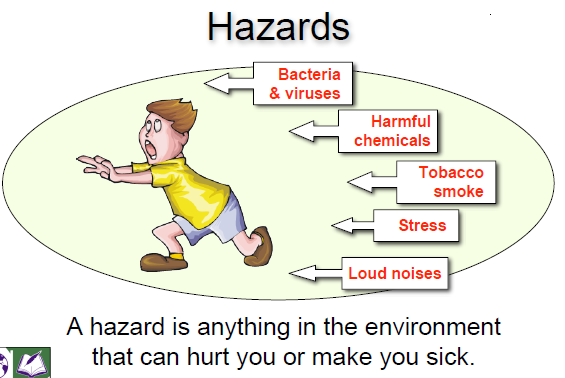 Hazards
Bacteria
& viruses
Harmful
chemicals
Tobacco
smoke
Stress
Loud noises
A hazard is anything in the environment
that can hurt you or make you sick.